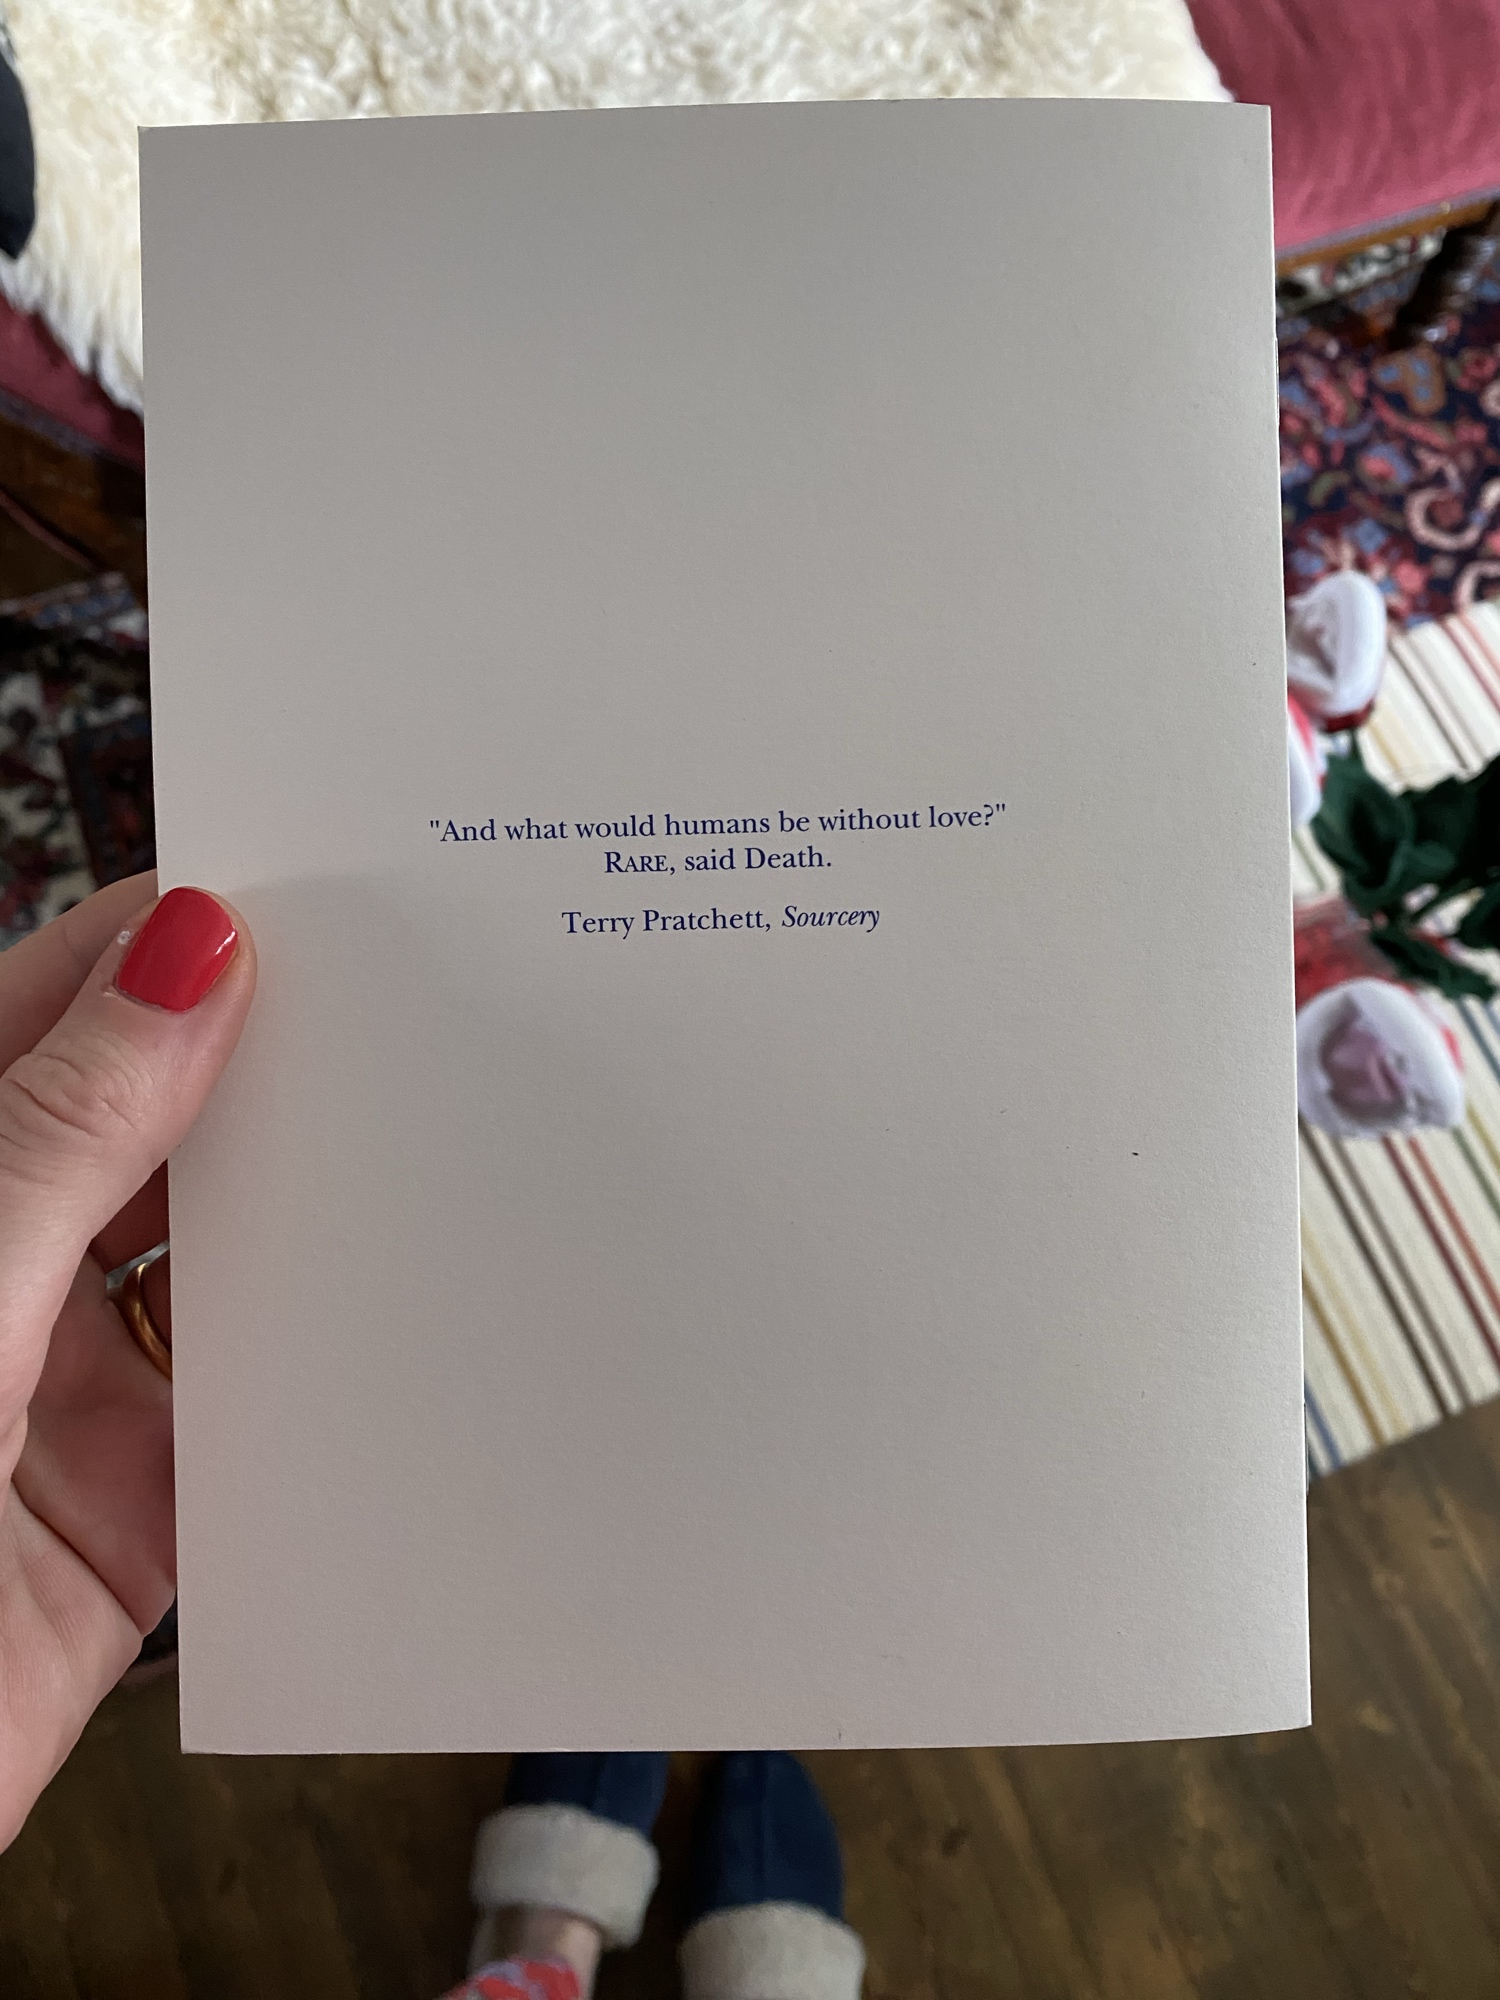 "And what would humans be without love?"
RARE, said Death.
Terry Pratchett, Sourcery